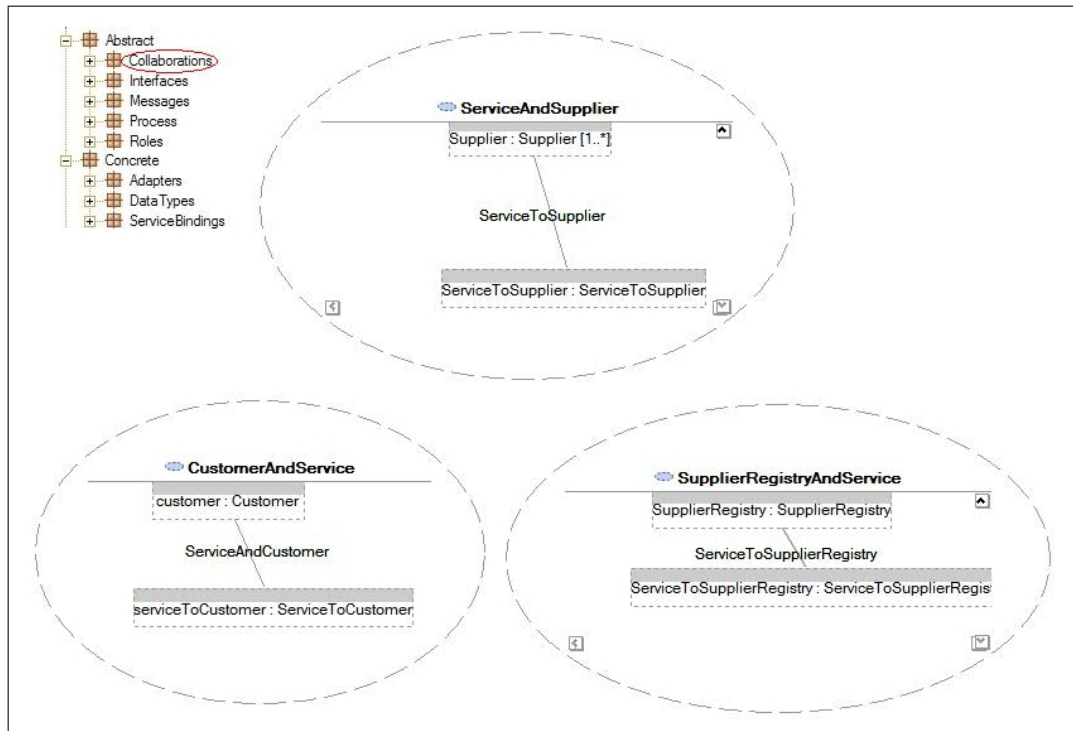 Abstract
Collaborations
Interfaces
Messages
Process
Roles
Concrete
Adapters
DataTypes
ServiceBindings
ServiceAndSupplier
Supplier : Supplier [1..*]
ServiceToSupplier
ServiceToSupplier : ServiceToSupplier
CustomerAndService
customer : Customer
ServiceAndCustomer
serviceToCustomer : ServiceToCustomer
SupplierRegistryAndService
SupplierRegistry : SupplierRegistry
ServiceToSupplierRegistry
ServiceToSupplierRegistry : ServiceToSupplierRegist